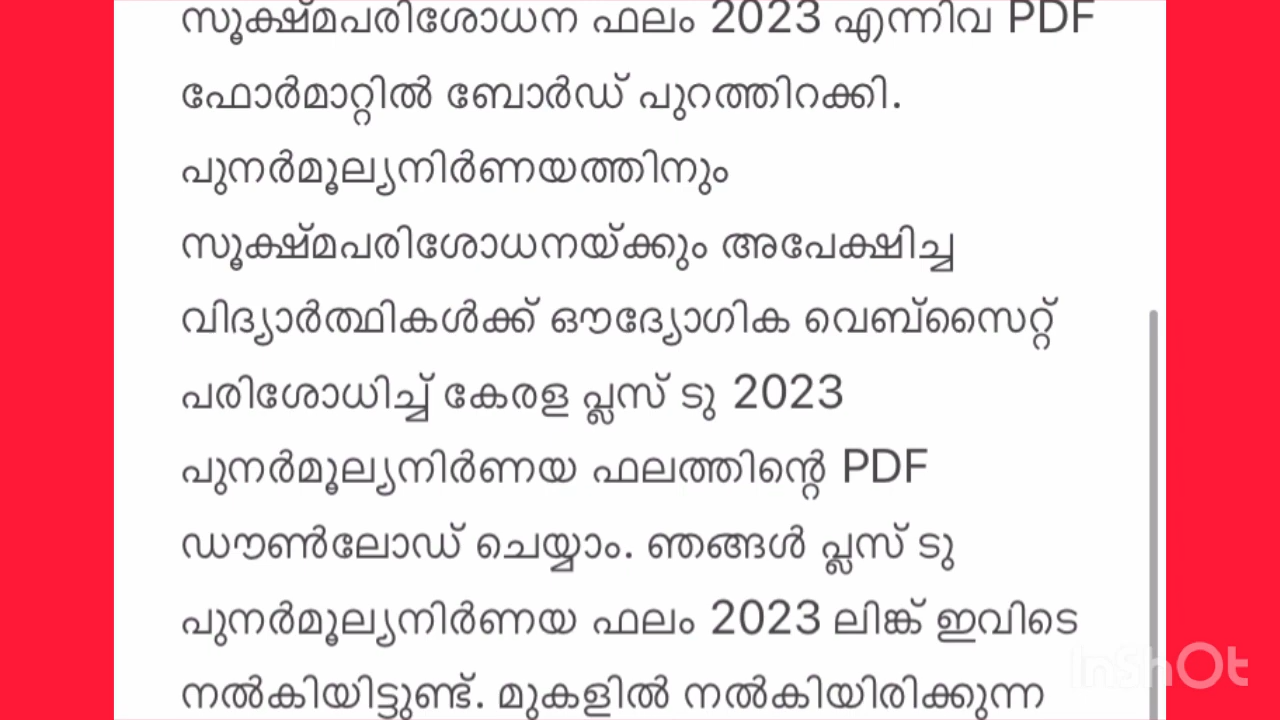 സൂക്ഷ്മപരിശോധന ഫലം 2023 എന്നിവ PDF
ഫോർമാറ്റിൽ ബോർഡ് പുറത്തിറക്കി.
പുനർമൂല്യനിർണയത്തിനും
സൂക്ഷ്മപരിശോധനയ്ക്കും അപേക്ഷിച്ച
വിദ്യാർത്ഥികൾക്ക് ഔദ്യോഗിക വെബ്സൈറ്റ്
പരിശോധിച്ച് കേരള പ്ലസ് ടു 2023
പുനർമൂല്യനിർണയ ഫലത്തിന്റെ PDF
ഡൗൺലോഡ് ചെയ്യാം. ഞങ്ങൾ പ്ലസ് ടു
പുനർമൂല്യനിർണയ ഫലം 2023 ലിങ്ക് ഇവിടെ
നൽകിയിട്ടുണ്ട്. മുകളിൽ നൽകിയിരിക്കുന്ന
InShOt